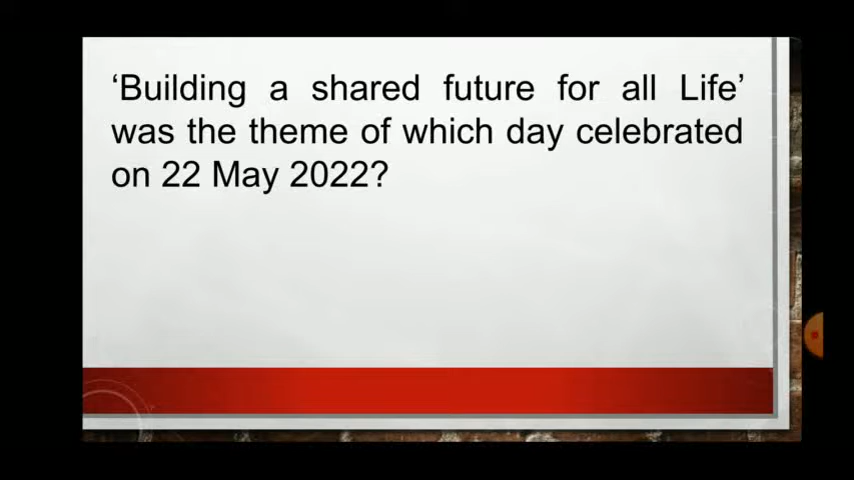 ‘Building a shared future for all Life’
was the theme of which day celebrated
on 22 May 2022?